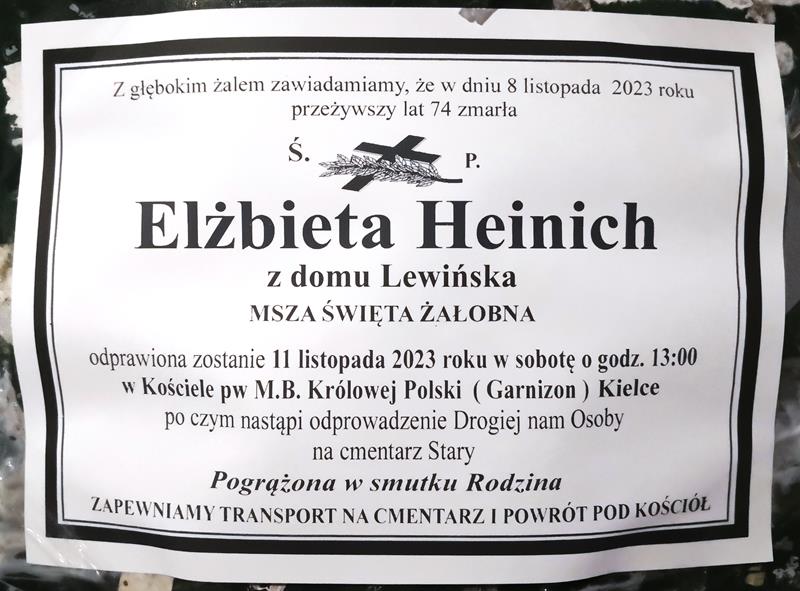 Z głębokim żalem zawiadamiamy, że w dniu 8 listopada 2023 roku
przeżywszy lat 74 zmarła
Ś. P.
Elżbieta Heinich
z domu Lewińska
MSZA ŚWIĘTA ŻAŁOBNA
odprawiona zostanie 11 listopada 2023 roku w sobotę o godz. 13:00
w Kościele pw M.B. Królowej Polski ( Garnizon ) Kielce
po czym nastąpi odprowadzenie Drogiej nam Osoby
na cmentarz Stary
Pogrążona w smutku Rodzina
ZAPEWNIAMY TRANSPORT NA CMENTARZ I POWRÓT POD KOŚCIÓŁ